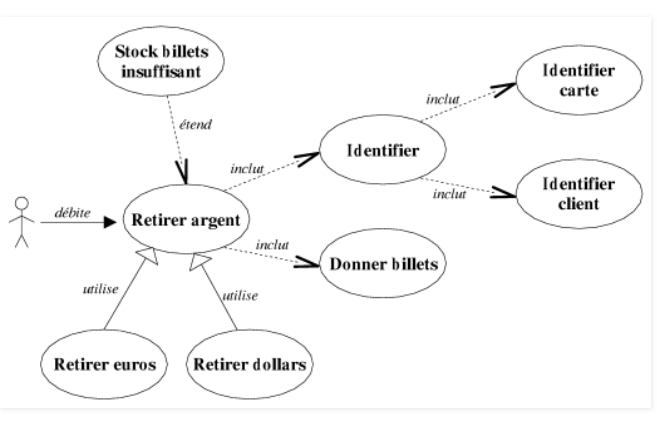 Stock billets
insuffisant
Identifier
carte
inclut
étend
Identifier
inclut
inclut
Identifier
client
débite
Retirer argent
inclut
Donner billets
utilise
utilise
Retirer euros
Retirer dollars